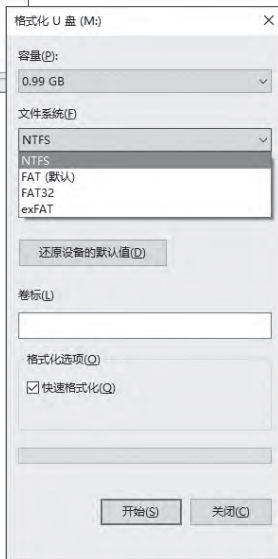 格式化 U 盘 (M:)
容量(P):
0.99 GB
文件系统(F)
NTFS
NTFS
FAT (默认)
FAT32
exFAT
还原设备的默认值(D)
卷标(L)
格式化选项(O)
快速格式化(Q)
开始(S)
关闭(C)